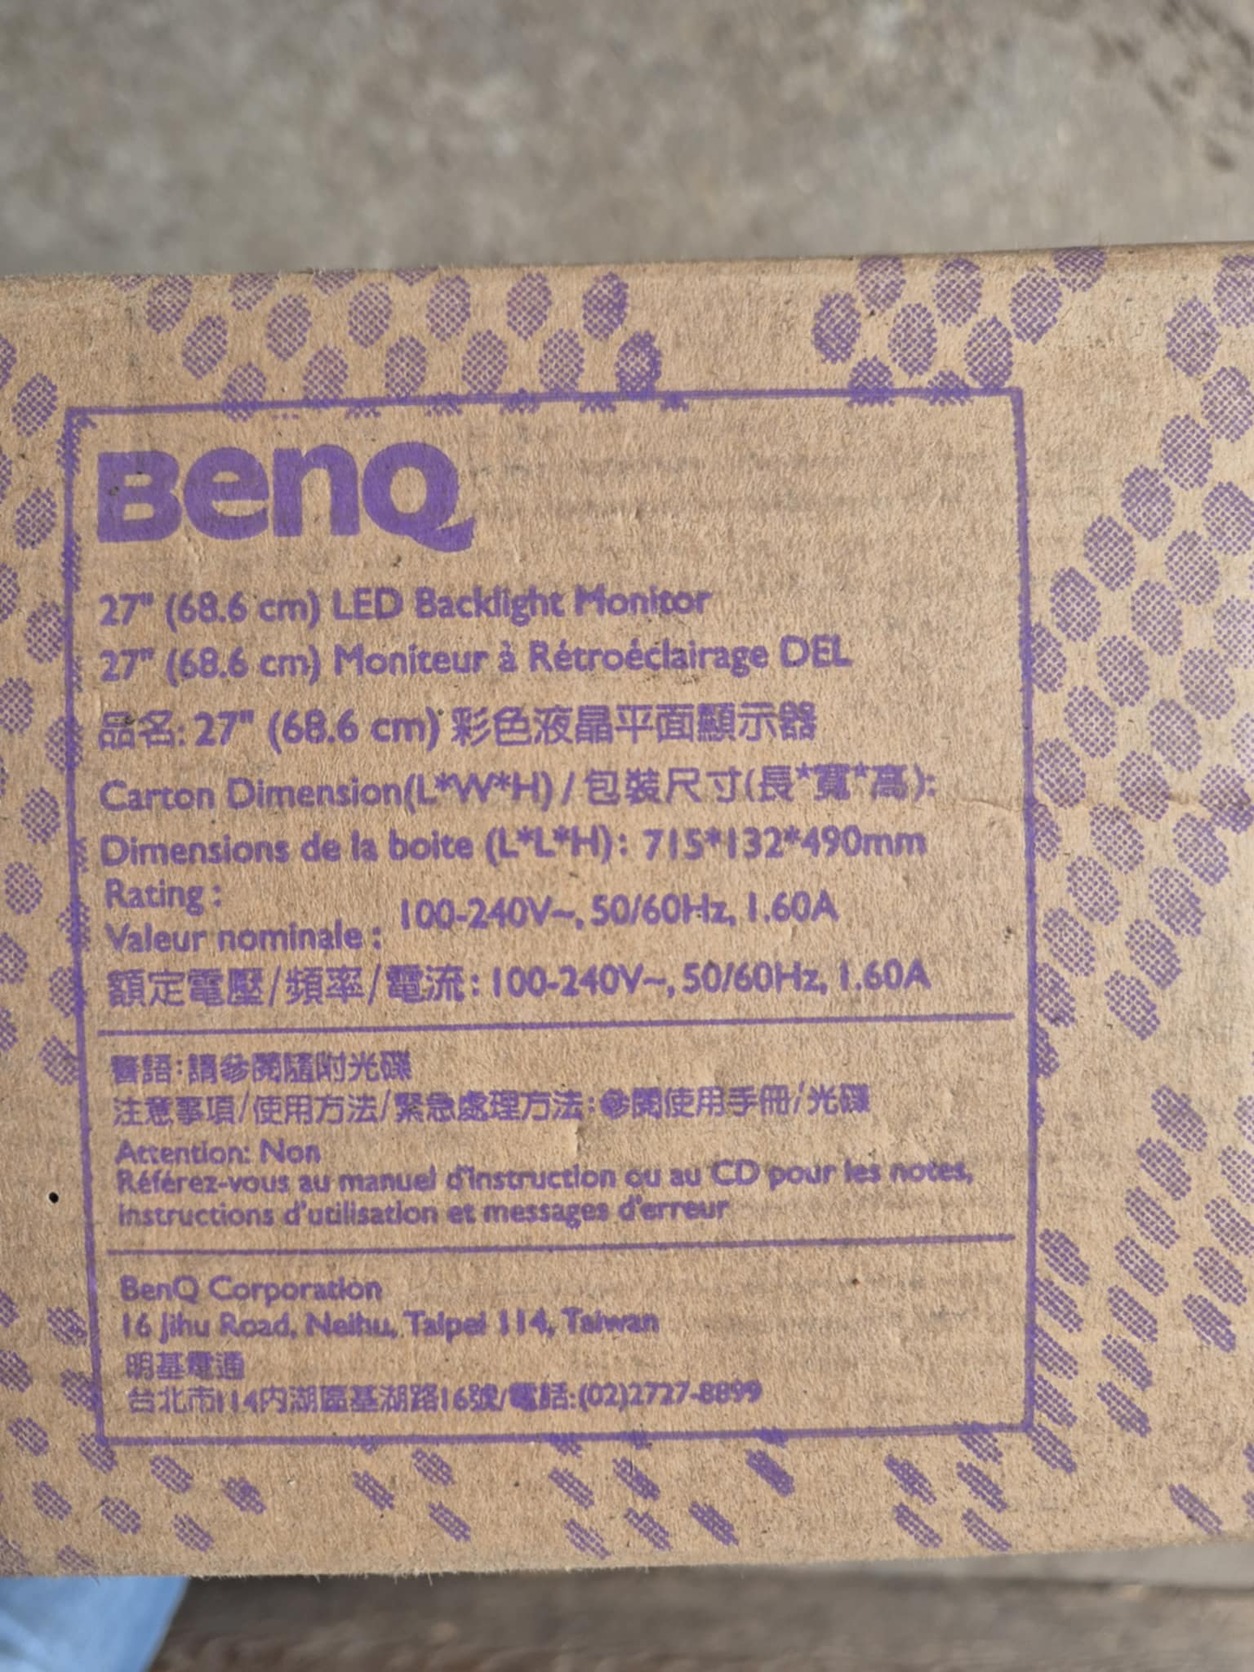 BenQ
27" (68.6 cm) LED Backlight Monitor
27" (68.6 cm) Moniteur à Rétroéclairage DEL
品名: 27" (68.6 cm) 彩色液晶平面顯示器
Carton Dimension(L*W*H) / 包裝尺寸(長*寬*高):
Dimensions de la boite (L*L*H): 715*132*490mm
Rating :
Valeur nominale : 100-240V~, 50/60Hz, 1.60A
額定電壓/頻率/電流: 100-240V~, 50/60Hz, 1.60A
警語:請參閱隨附光碟
注意事項/使用方法/緊急處理方法:參閱使用手冊/光碟
Attention: Non
Référez-vous au manuel d'instruction ou au CD pour les notes,
instructions d'utilisation et messages d'erreur
BenQ Corporation
16 Jihu Road, Neihu, Taipei 114, Taiwan
明基電通
台北市114內湖區基湖路16號/電話:(02)2727-8899